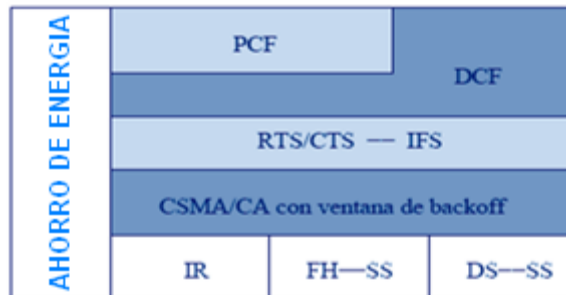 AHORRO DE ENERGIA
PCF
DCF
RTS/CTS — IFS
CSMA/CA con ventana de backoff
IR
FH—SS
DS—SS